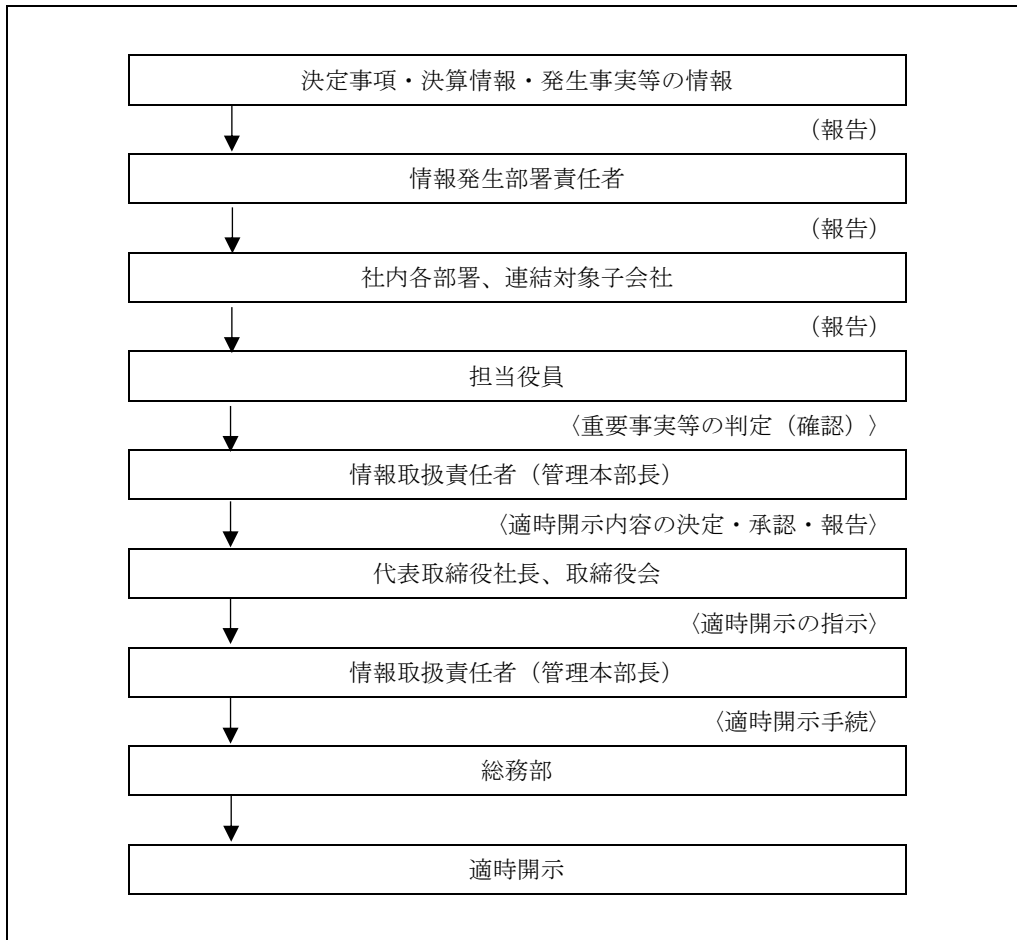 決定事項・決算情報・発生事実等の情報
（報告）
情報発生部署責任者
（報告）
社内各部署、連結対象子会社
（報告）
担当役員
〈重要事実等の判定（確認）〉
情報取扱責任者（管理本部長）
〈適時開示内容の決定・承認・報告〉
代表取締役社長、取締役会
〈適時開示の指示〉
情報取扱責任者（管理本部長）
〈適時開示手続〉
総務部
適時開示